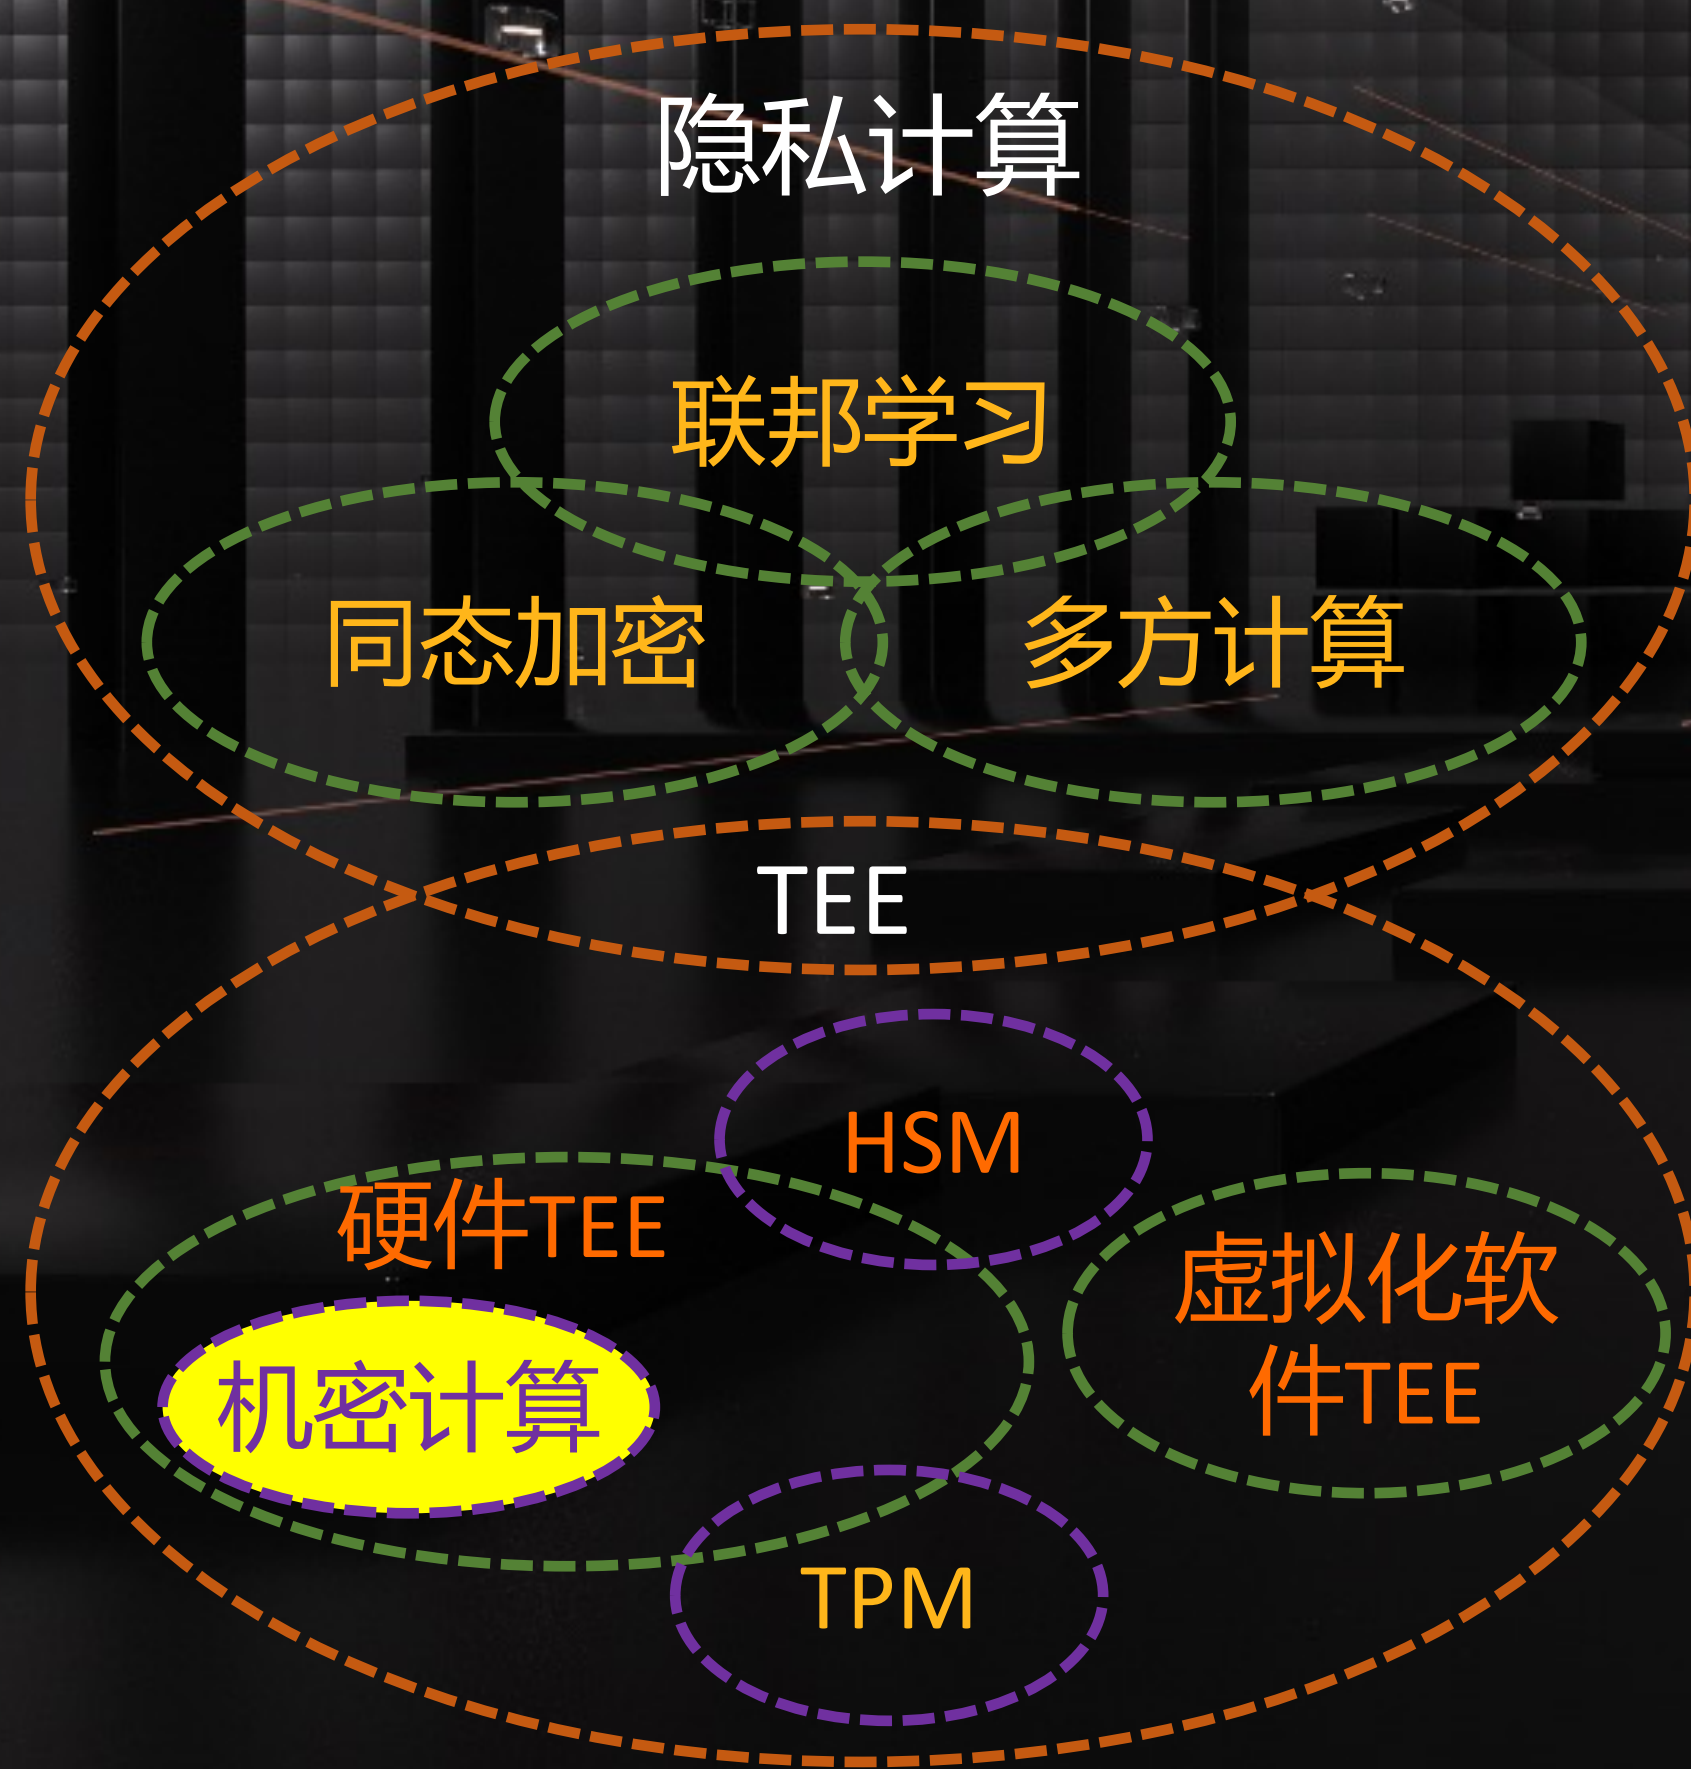 隐私计算
联邦学习
同态加密
多方计算
TEE
HSM
硬件TEE
虚拟化软
件TEE
机密计算
TPM